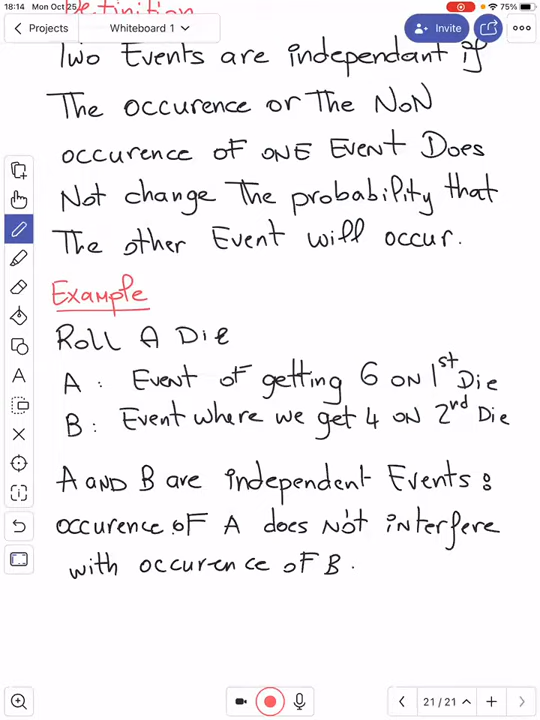 18:14 Mon Oct 25
75%
Definition
Projects
Whiteboard 1
Invite
Two Events are independant if
The occurence or The NoN
occurence of ONE Event Does
Not change The probability that
The other Event will occur.
Example
Roll A Die
A: Event of getting 6 on 1st Die
B: Event where we get 4 on 2rd Die
A and B are independent Events:
occurence of A does not interfere
with occurence of B.
A
21/21